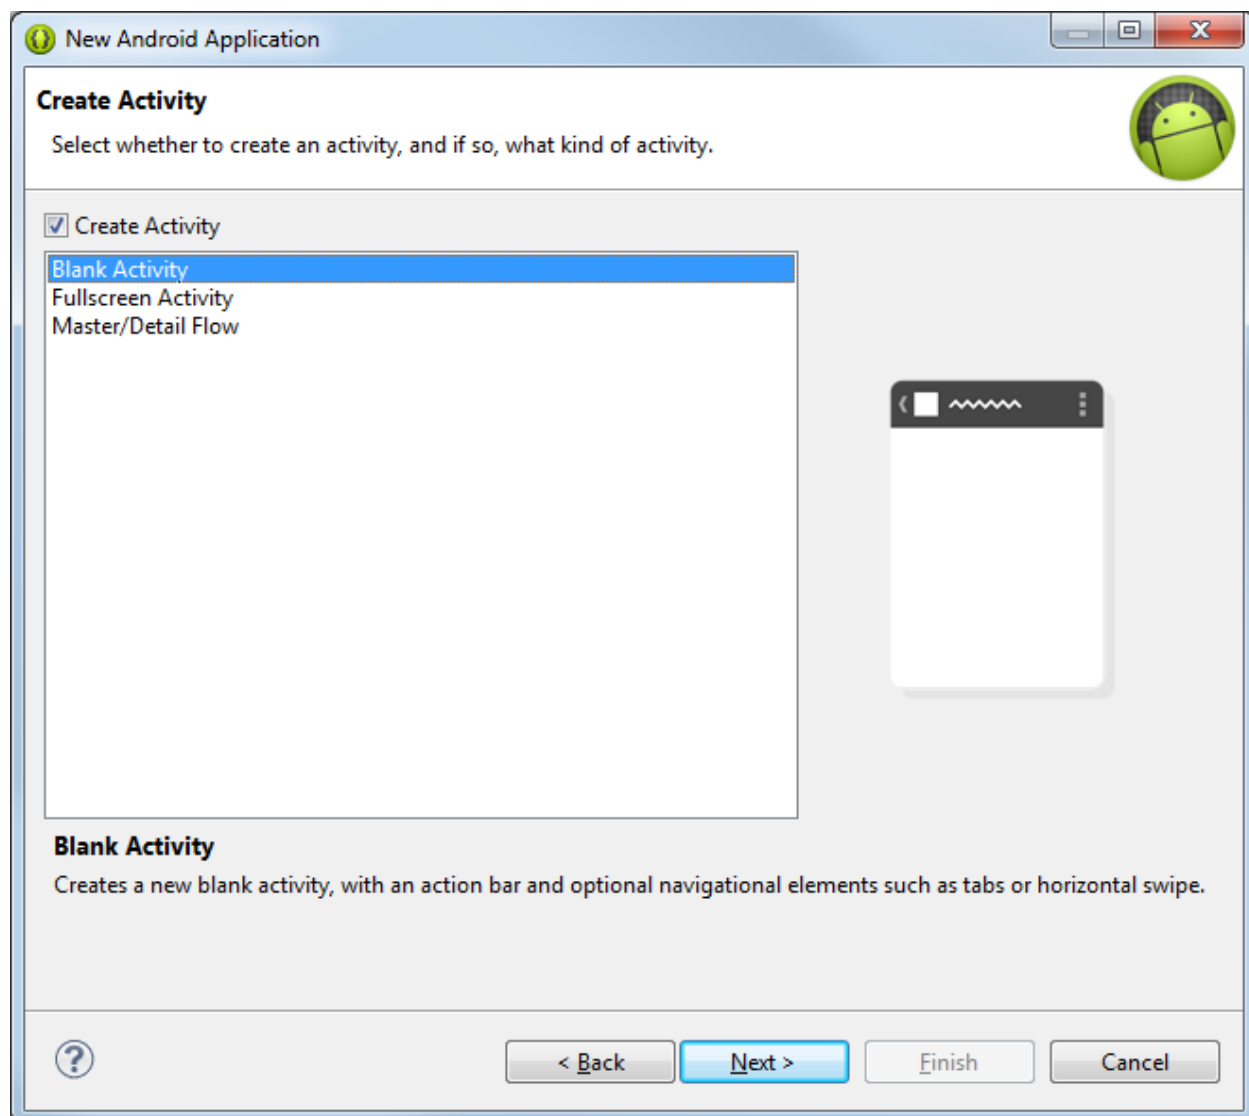 New Android Application
Create Activity
Select whether to create an activity, and if so, what kind of activity.
Create Activity
Blank Activity
Fullscreen Activity
Master/Detail Flow
Blank Activity
Creates a new blank activity, with an action bar and optional navigational elements such as tabs or horizontal swipe.
< Back
Next >
Finish
Cancel